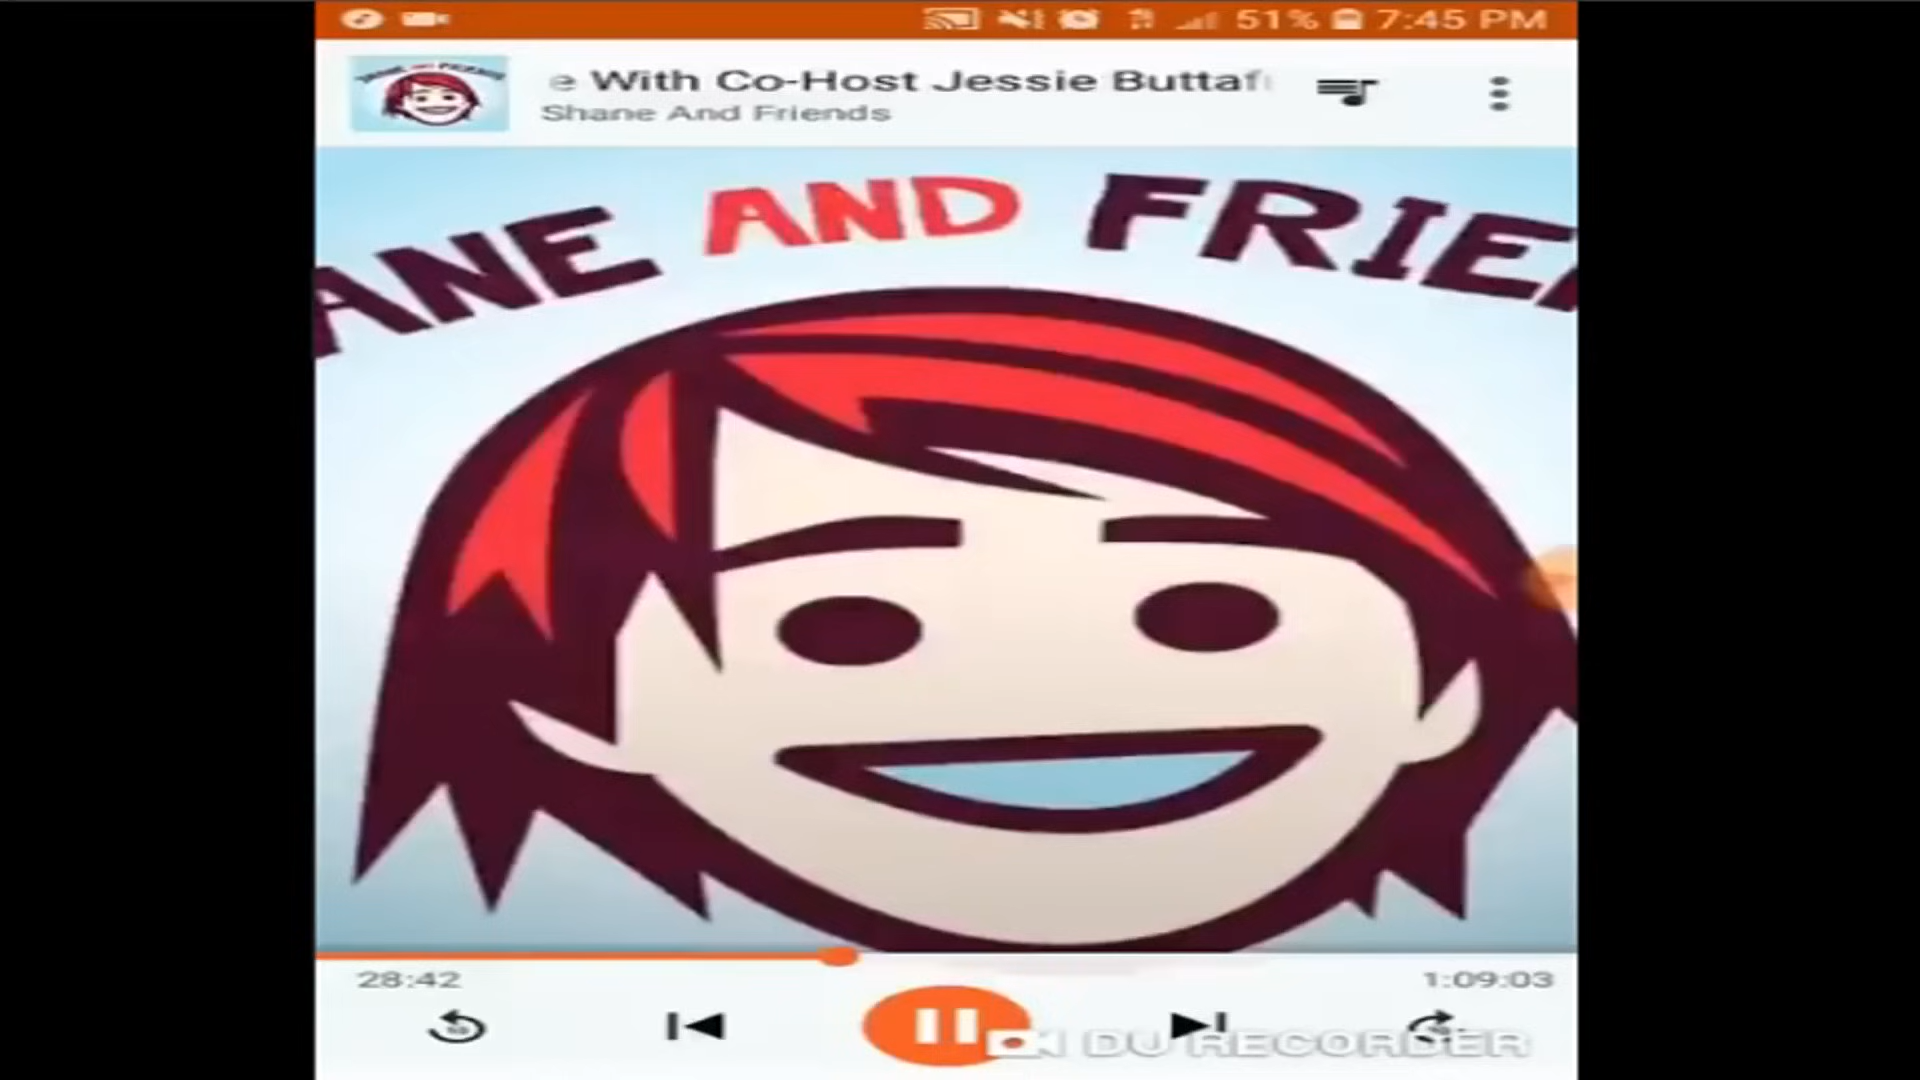 51% 7:45 PM
e With Co-Host Jessie Buttaf
Shane And Friends
ANE AND FRIE
28:42
1:09:03
DU RECORDER